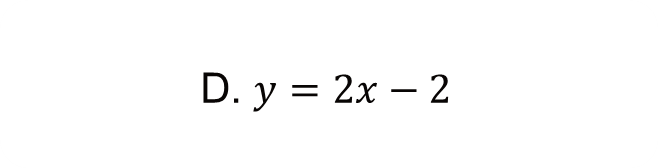 D. y = 2x − 2